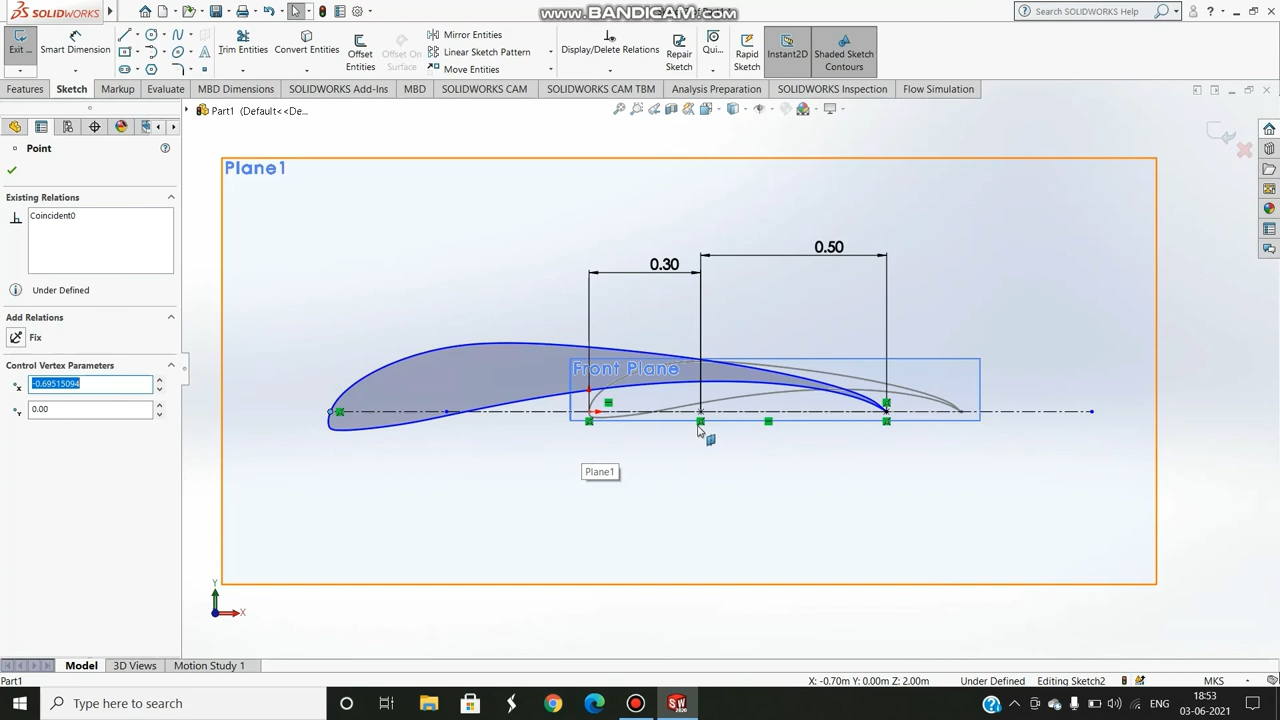 SOLIDWORKS
www.BANDICAM.com
Search SOLIDWORKS Help
Exit ...
Smart Dimension
Trim Entities
Convert Entities
Offset
Entities
Offset On
Surface
Mirror Entities
Linear Sketch Pattern
Move Entities
Display/Delete Relations
Repair
Sketch
Qui...
Rapid
Sketch
Instant2D
Shaded Sketch
Contours
Features
Sketch
Markup
Evaluate
MBD Dimensions
SOLIDWORKS Add-Ins
MBD
SOLIDWORKS CAM
SOLIDWORKS CAM TBM
Analysis Preparation
SOLIDWORKS Inspection
Flow Simulation
Part1 (Default<<De...
Point
Existing Relations
Coincident0
Under Defined
Add Relations
Fix
Control Vertex Parameters
-0.69515094
0.00
Plane1
0.50
0.30
Front Plane
Plane1
Y
X
Model
3D Views
Motion Study 1
Part1
X: -0.70m Y: 0.00m Z: 2.00m
Under Defined
Editing Sketch2
MKS
Type here to search
ENG
18:53
03-06-2021